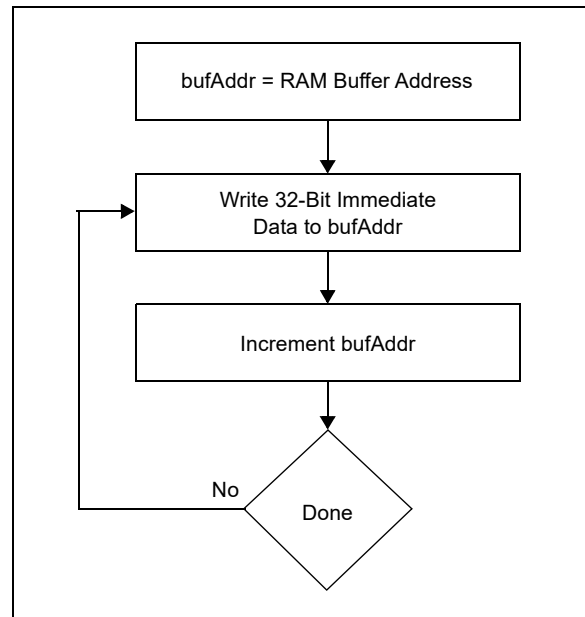 bufAddr = RAM Buffer Address
Write 32-Bit Immediate
Data to bufAddr
Increment bufAddr
No
Done